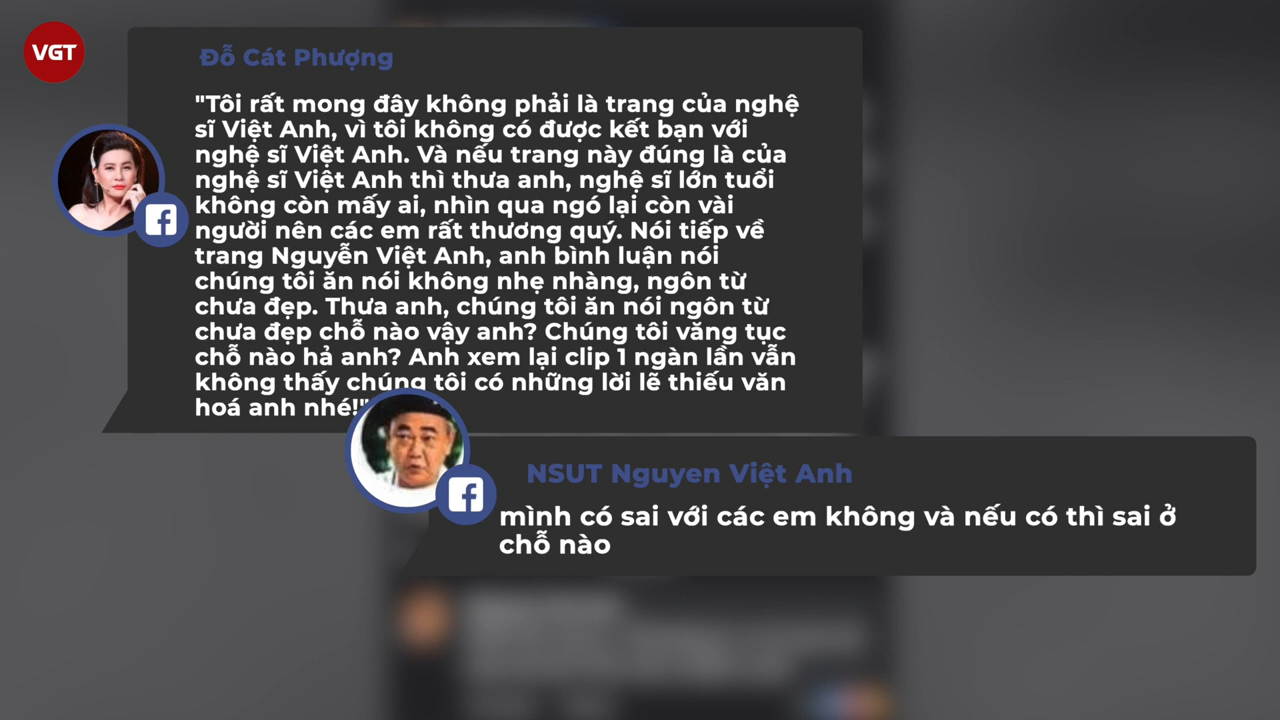 VGT
Đỗ Cát Phượng
"Tôi rất mong đây không phải là trang của nghệ
sĩ Việt Anh, vì tôi không có được kết bạn với
nghệ sĩ Việt Anh. Và nếu trang này đúng là của
nghệ sĩ Việt Anh thì thưa anh, nghệ sĩ lớn tuổi
không còn mấy ai, nhìn qua ngó lại còn vài
người nên các em rất thương quý. Nói tiếp về
trang Nguyễn Việt Anh, anh bình luận nói
chúng tôi ăn nói không nhẹ nhàng, ngôn từ
chưa đẹp. Thưa anh, chúng tôi ăn nói ngôn từ
chưa đẹp chỗ nào vậy anh? Chúng tôi văng tục
chỗ nào hả anh? Anh xem lại clip 1 ngàn lần vẫn
không thấy chúng tôi có những lời lẽ thiếu văn
hoá anh nhé!"
NSUT Nguyen Việt Anh
mình có sai với các em không và nếu có thì sai ở
chỗ nào